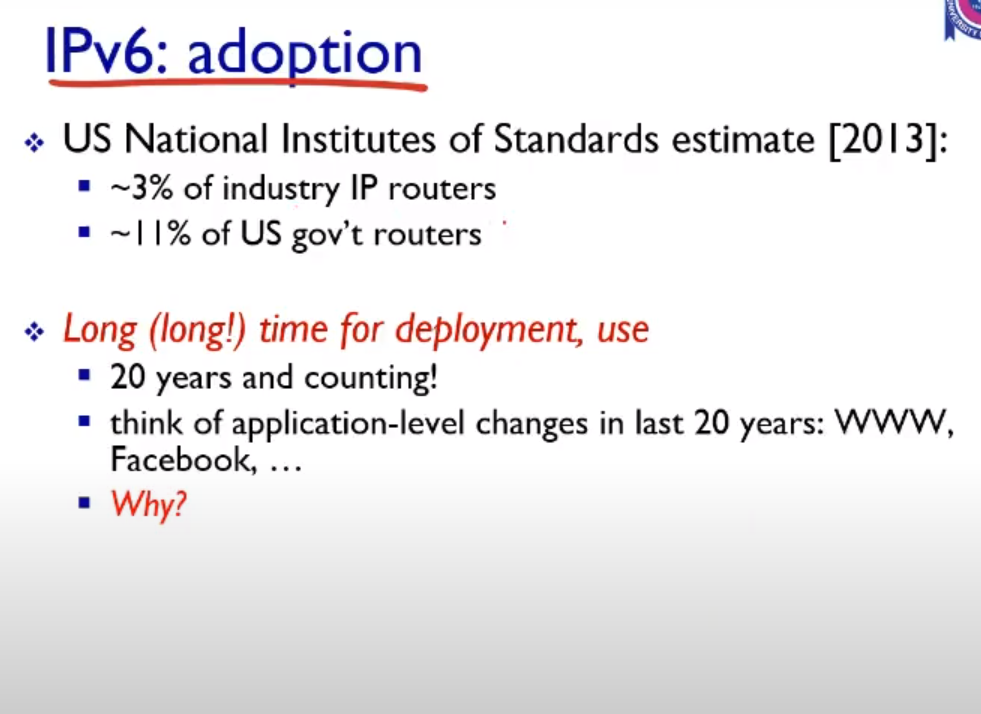 IPv6: adoption
US National Institutes of Standards estimate [2013]:
~3% of industry IP routers
~11% of US gov't routers
Long (long!) time for deployment, use
20 years and counting!
think of application-level changes in last 20 years: WWW,
Facebook, …
Why?